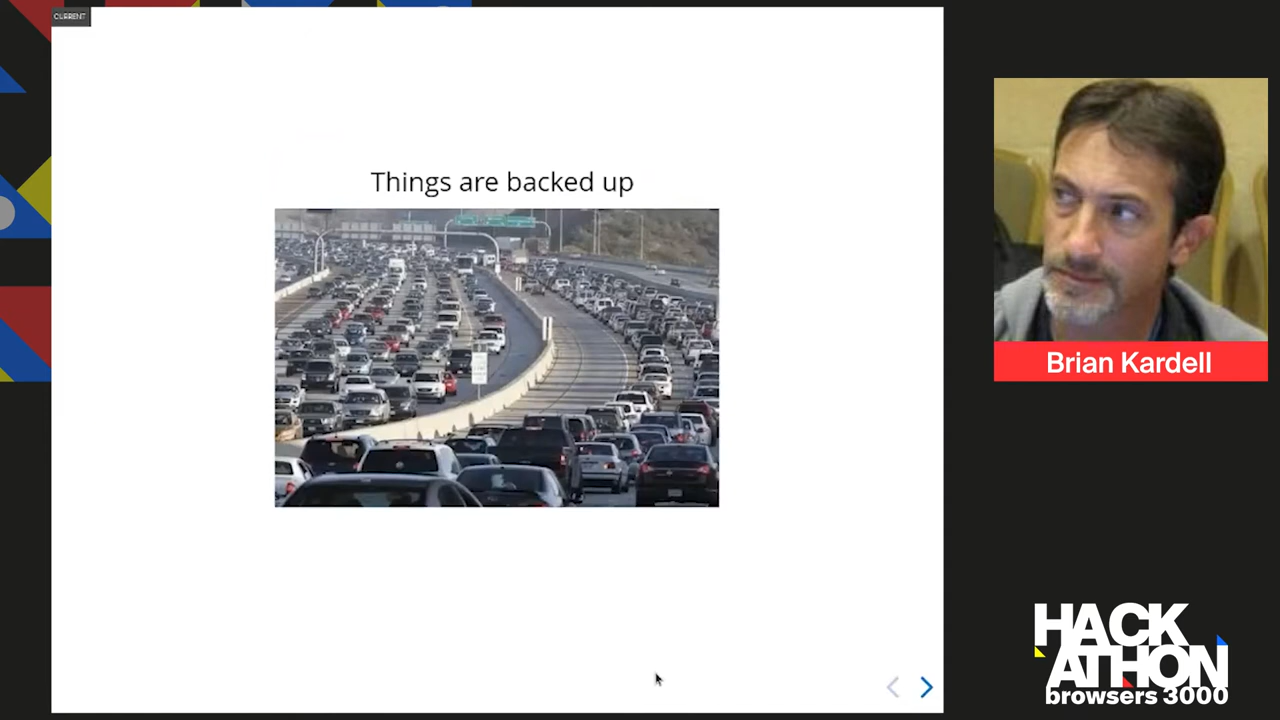 CURRENT
Things are backed up
Brian Kardell
HACK
ATHON
browsers 3000